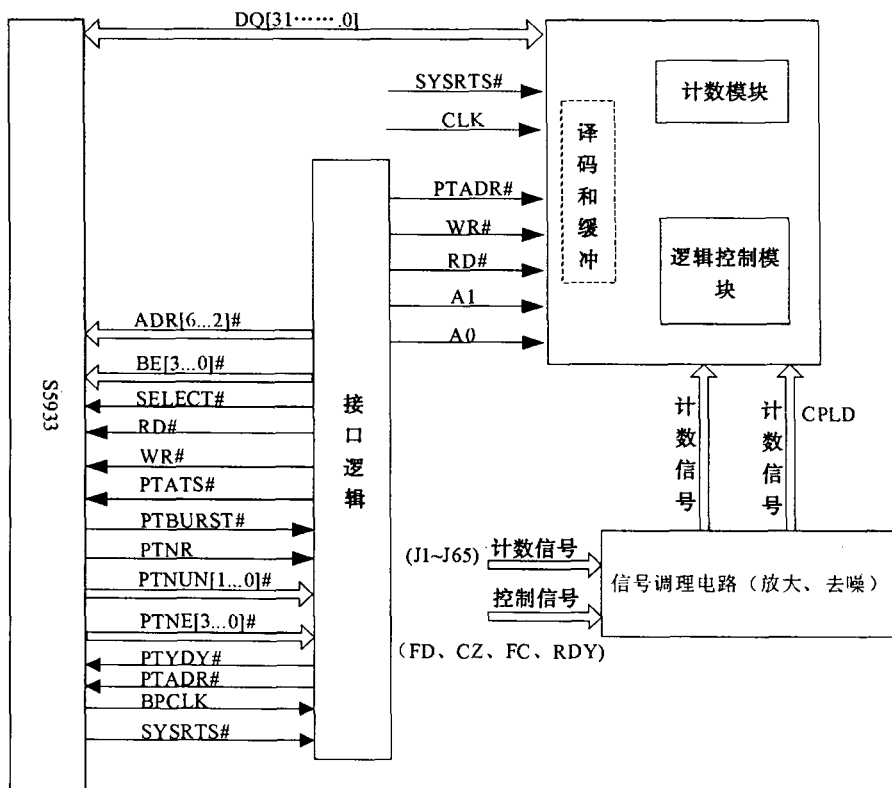 DQ[31…….0]
SYSRTS#
CLK
计数模块
译码和缓冲
PTADR#
WR#
RD#
A1
A0
逻辑控制模块
S5933
ADR[6...2]#
BE[3...0]#
SELECT#
RD#
WR#
PTATS#
PTBURST#
PTNR
PTNUN[1...0]#
PTNE[3...0]#
PTYDY#
PTADR#
BPCLK
SYSRTS#
接口逻辑
计数信号
计数信号
CPLD
(J1~J65)
计数信号
控制信号
(FD、CZ、FC、RDY)
信号调理电路（放大、去噪）